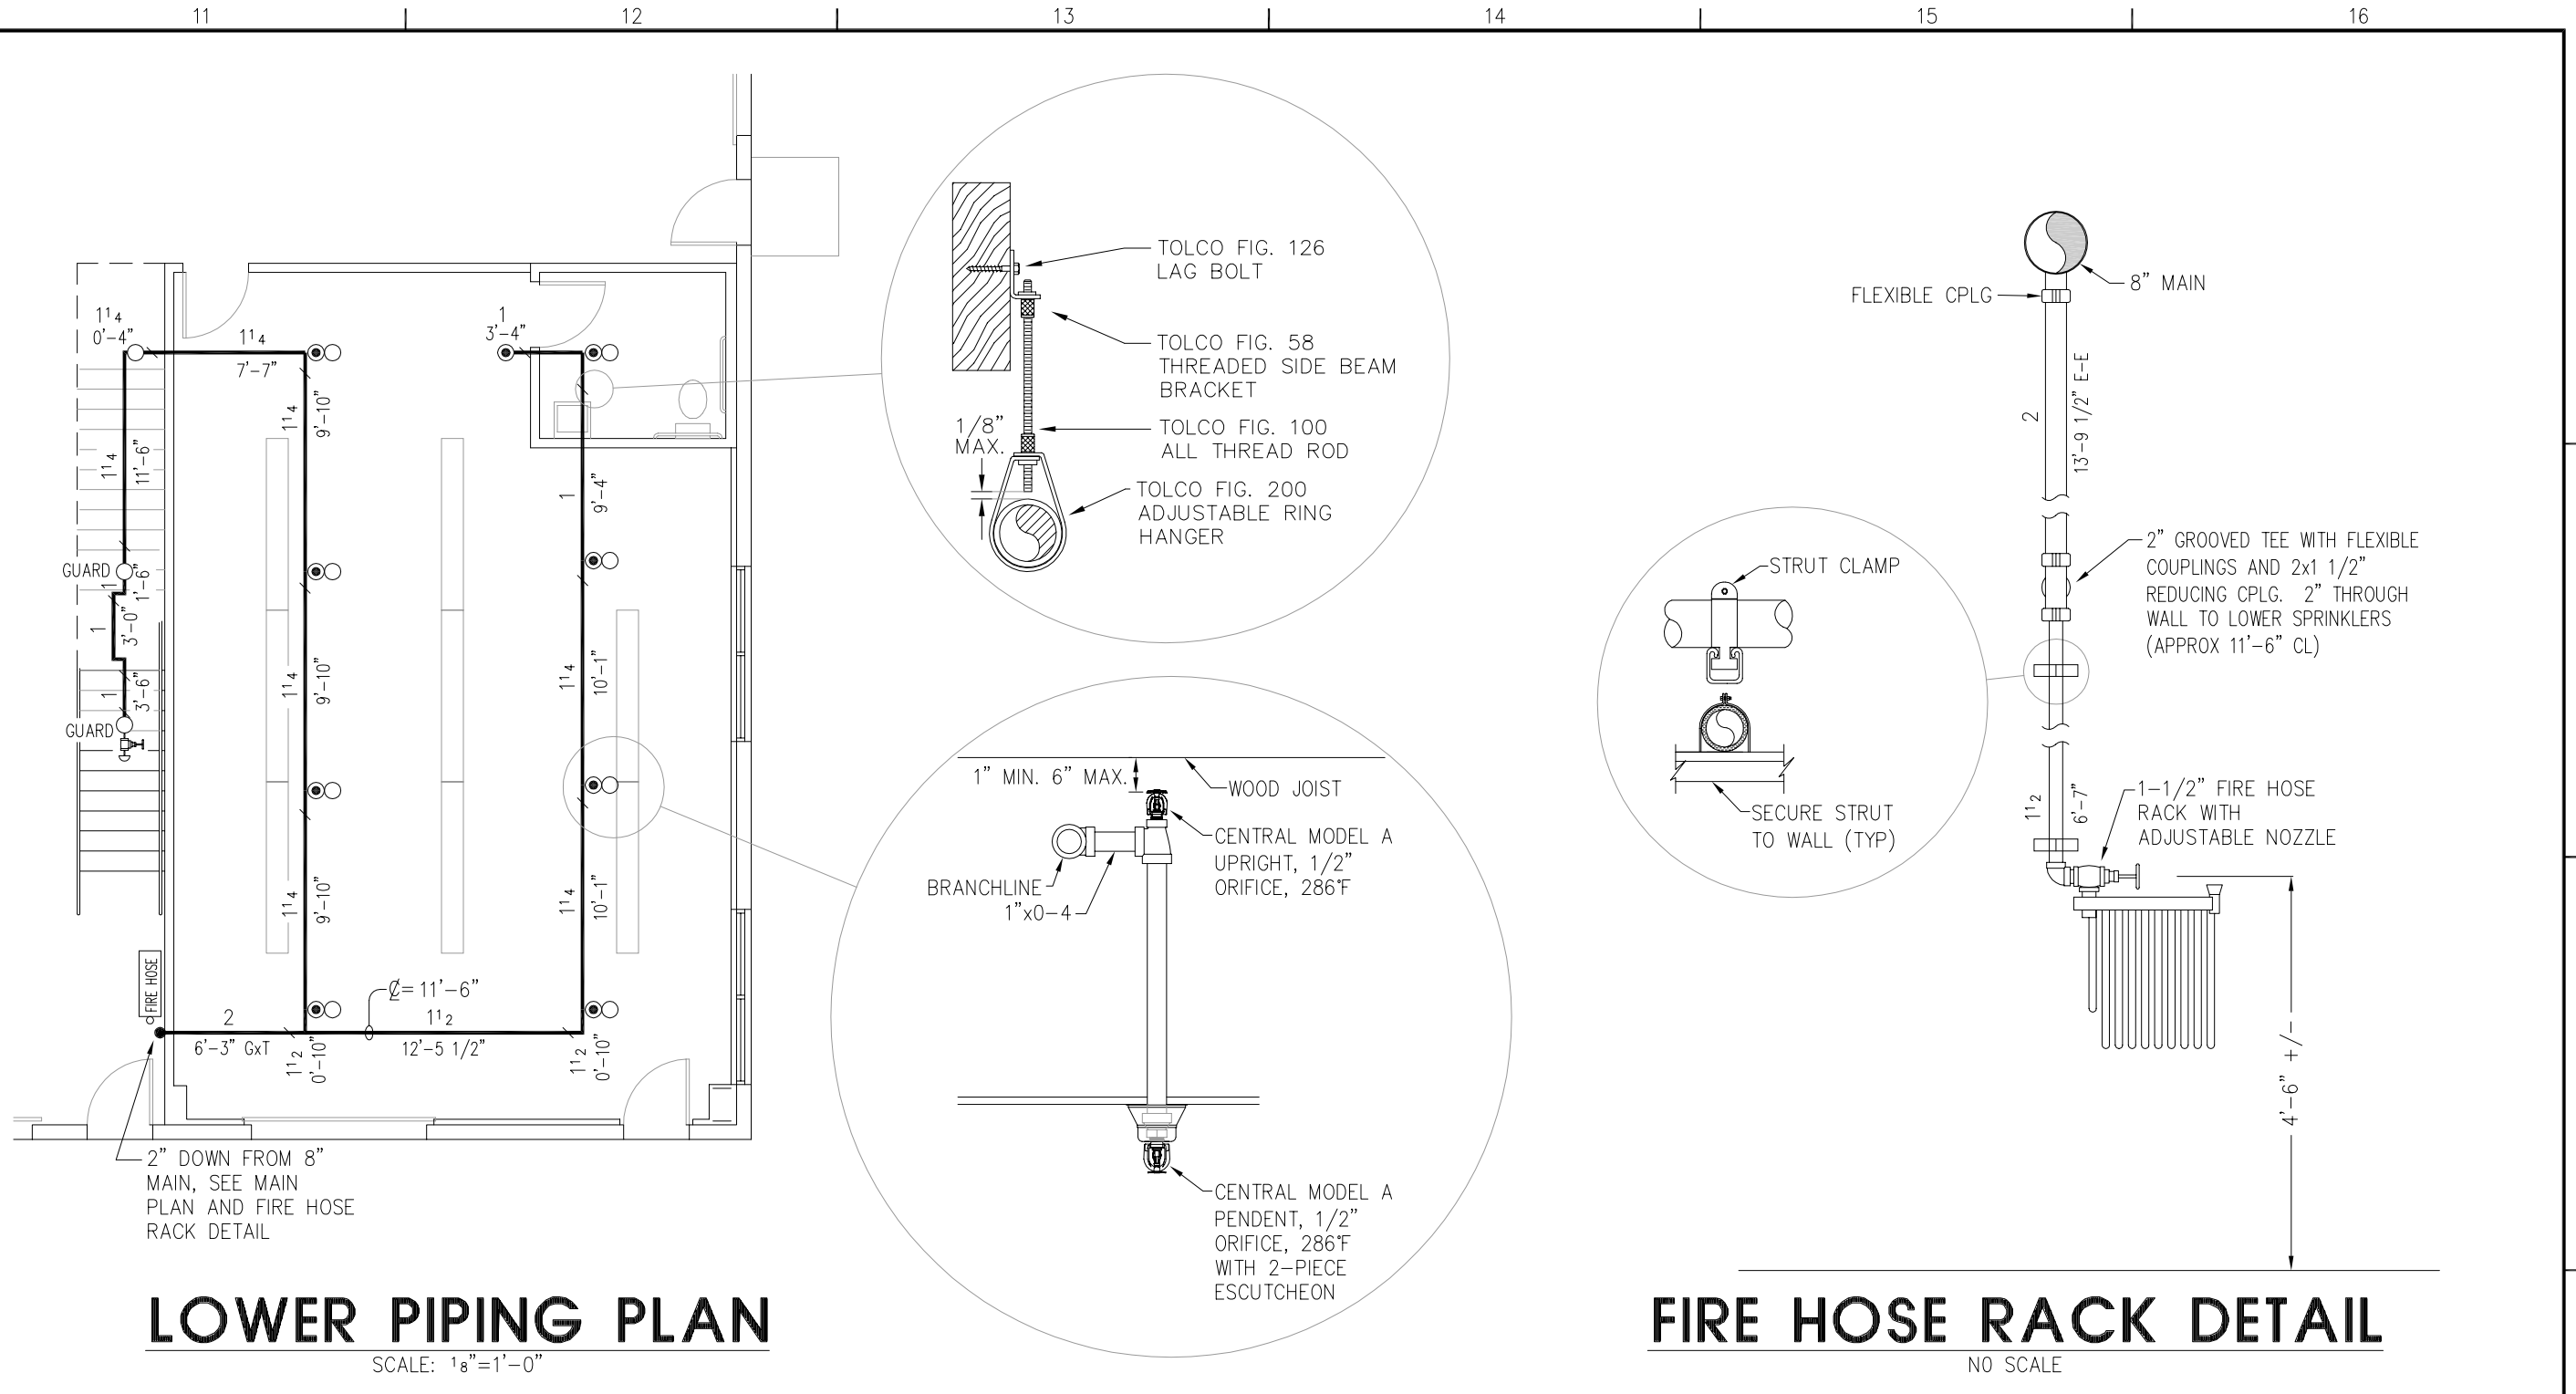 11
12
13
14
15
16
1¹4
0'-4"
1¹4
7'-7"
1
3'-4"
1¹4
9'-10"
1¹4
11'-6"
GUARD
1
1'-6"
1
3'-0"
1
3'-6"
GUARD
1¹4
9'-10"
1¹4
9'-10"
1
9'-4"
1¹4
10'-1"
1¹4
10'-1"
FIRE HOSE
℄= 11'-6"
2
6'-3" GxT
1¹2
12'-5 1/2"
1¹2
0'-10"
1¹2
0'-10"
2" DOWN FROM 8"
MAIN, SEE MAIN
PLAN AND FIRE HOSE
RACK DETAIL
LOWER PIPING PLAN
SCALE: ¹8"=1'-0"
TOLCO FIG. 126
LAG BOLT
TOLCO FIG. 58
THREADED SIDE BEAM
BRACKET
1/8"
MAX.
TOLCO FIG. 100
ALL THREAD ROD
TOLCO FIG. 200
ADJUSTABLE RING
HANGER
1" MIN. 6" MAX.
WOOD JOIST
CENTRAL MODEL A
UPRIGHT, 1/2"
ORIFICE, 286°F
BRANCHLINE
1"x0-4
CENTRAL MODEL A
PENDENT, 1/2"
ORIFICE, 286°F
WITH 2-PIECE
ESCUTCHEON
8" MAIN
FLEXIBLE CPLG
2
13'-9 1/2" E-E
2" GROOVED TEE WITH FLEXIBLE
COUPLINGS AND 2x1 1/2"
REDUCING CPLG. 2" THROUGH
WALL TO LOWER SPRINKLERS
(APPROX 11'-6" CL)
STRUT CLAMP
SECURE STRUT
TO WALL (TYP)
1¹2
6'-7"
1-1/2" FIRE HOSE
RACK WITH
ADJUSTABLE NOZZLE
4'-6" +/-
FIRE HOSE RACK DETAIL
NO SCALE